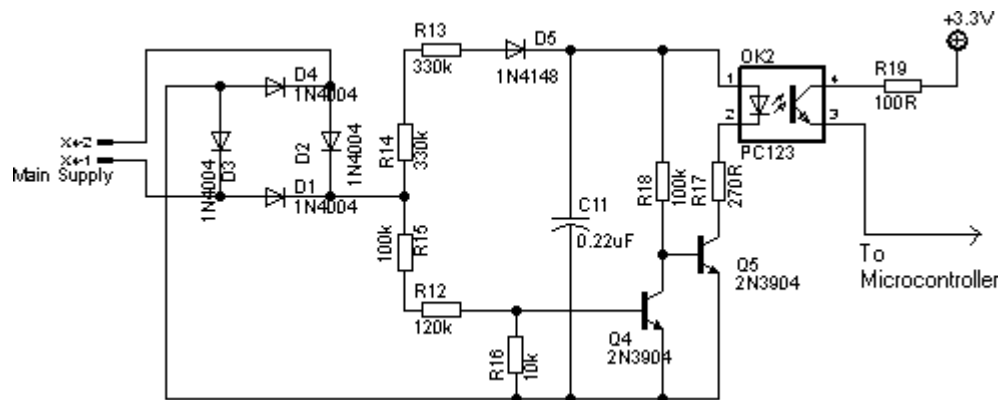 +3.3V
R13
330k
D5
1N4148
OK2
1
2
4
3
PC123
R19
100R
D4
1N4004
X4-2
X4-1
Main Supply
1N4004
D3
D2
1N4004
D1
1N4004
R14
330k
100k
R15
R12
120k
R16
10k
C11
0.22uF
R18
100k
R17
270R
Q4
2N3904
Q5
2N3904
To
Microcontroller